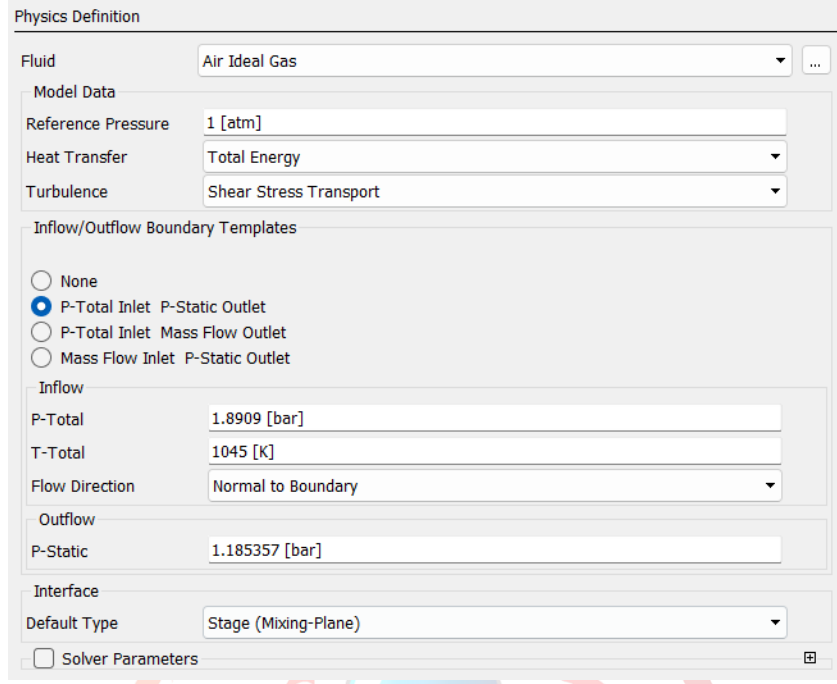 Physics Definition
Fluid Air Ideal Gas ...
Model Data
Reference Pressure 1 [atm]
Heat Transfer Total Energy
Turbulence Shear Stress Transport
Inflow/Outflow Boundary Templates
None
P-Total Inlet P-Static Outlet
P-Total Inlet Mass Flow Outlet
Mass Flow Inlet P-Static Outlet
Inflow
P-Total 1.8909 [bar]
T-Total 1045 [K]
Flow Direction Normal to Boundary
Outflow
P-Static 1.185357 [bar]
Interface
Default Type Stage (Mixing-Plane)
Solver Parameters